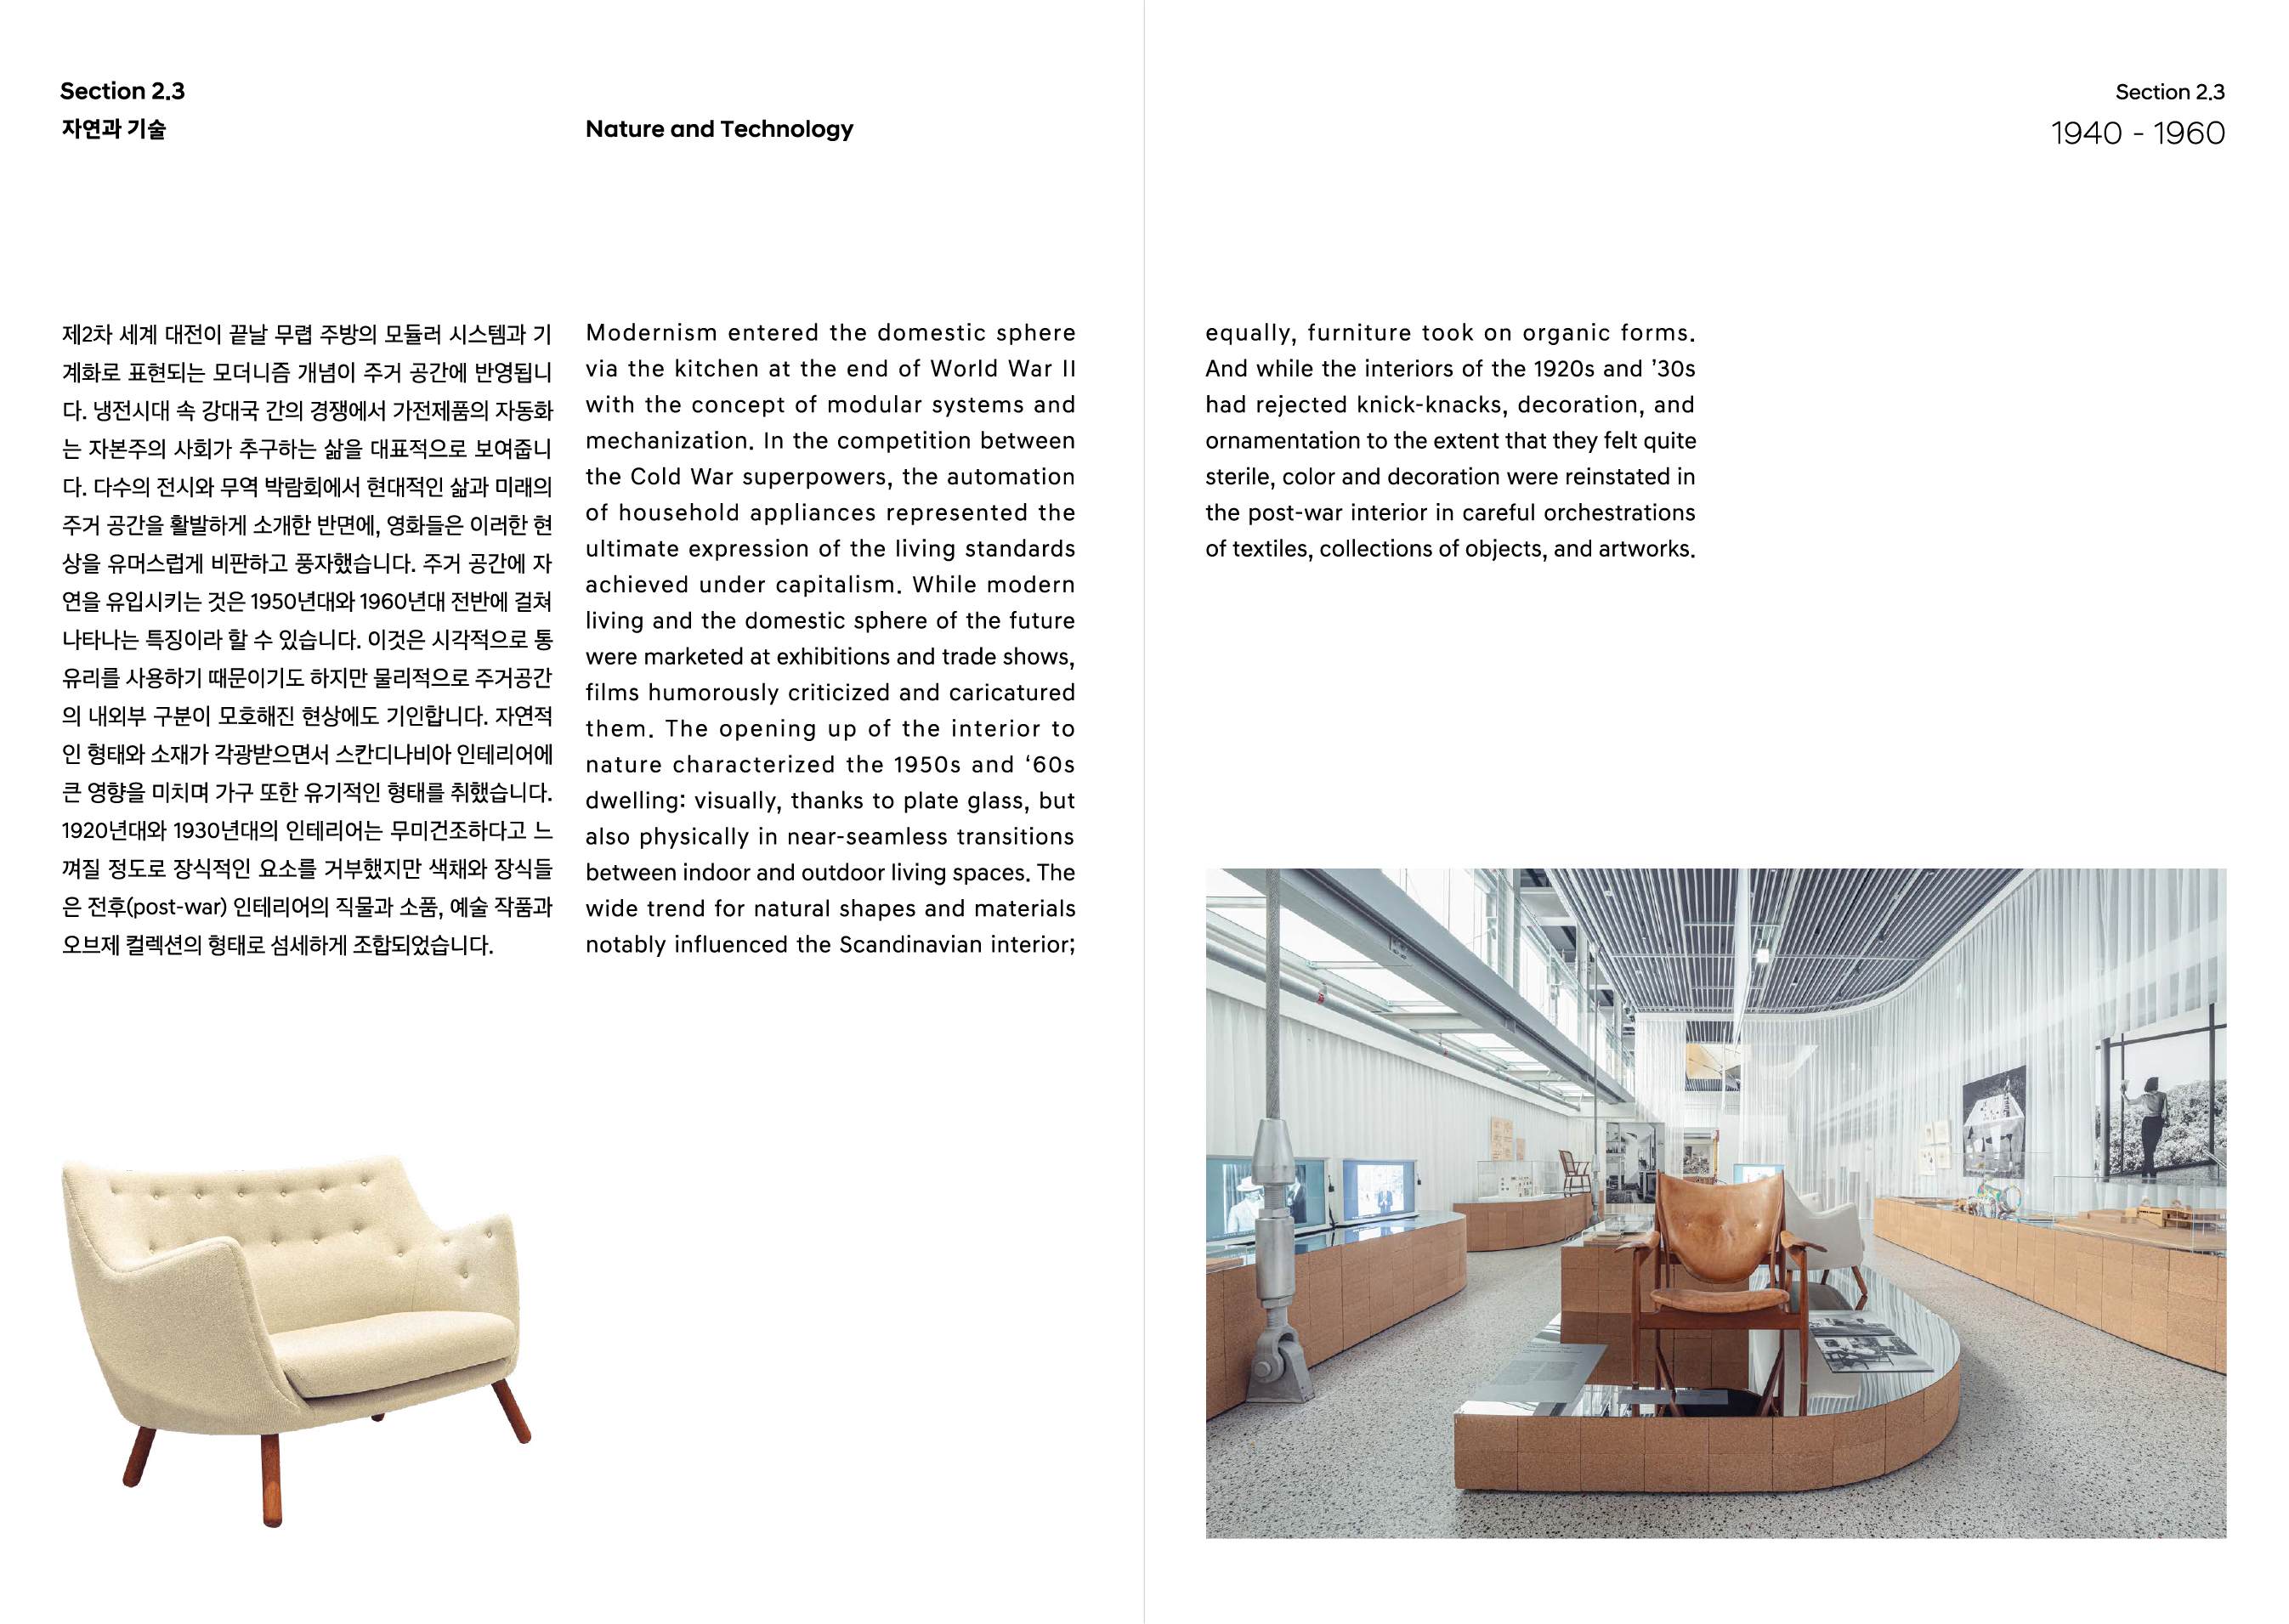 Section 2.3
자연과 기술
Nature and Technology
제2차 세계 대전이 끝날 무렵 주방의 모듈러 시스템과 기
계화로 표현되는 모더니즘 개념이 주거 공간에 반영됩니
다. 냉전시대 속 강대국 간의 경쟁에서 가전제품의 자동화
는 자본주의 사회가 추구하는 삶을 대표적으로 보여줍니
다. 다수의 전시와 무역 박람회에서 현대적인 삶과 미래의
주거 공간을 활발하게 소개한 반면에, 영화들은 이러한 현
상을 유머스럽게 비판하고 풍자했습니다. 주거 공간에 자
연을 유입시키는 것은 1950년대와 1960년대 전반에 걸쳐
나타나는 특징이라 할 수 있습니다. 이것은 시각적으로 통
유리를 사용하기 때문이기도 하지만 물리적으로 주거공간
의 내외부 구분이 모호해진 현상에도 기인합니다. 자연적
인 형태와 소재가 각광받으면서 스칸디나비아 인테리어에
큰 영향을 미치며 가구 또한 유기적인 형태를 취했습니다.
1920년대와 1930년대의 인테리어는 무미건조하다고 느
껴질 정도로 장식적인 요소를 거부했지만 색채와 장식들
은 전후(post-war) 인테리어의 직물과 소품, 예술 작품과
오브제 컬렉션의 형태로 섬세하게 조합되었습니다.
Modernism entered the domestic sphere
via the kitchen at the end of World War II
with the concept of modular systems and
mechanization. In the competition between
the Cold War superpowers, the automation
of household appliances represented the
ultimate expression of the living standards
achieved under capitalism. While modern
living and the domestic sphere of the future
were marketed at exhibitions and trade shows,
films humorously criticized and caricatured
them. The opening up of the interior to
nature characterized the 1950s and ‘60s
dwelling: visually, thanks to plate glass, but
also physically in near-seamless transitions
between indoor and outdoor living spaces. The
wide trend for natural shapes and materials
notably influenced the Scandinavian interior;
Section 2.3
1940 - 1960
equally, furniture took on organic forms.
And while the interiors of the 1920s and ’30s
had rejected knick-knacks, decoration, and
ornamentation to the extent that they felt quite
sterile, color and decoration were reinstated in
the post-war interior in careful orchestrations
of textiles, collections of objects, and artworks.